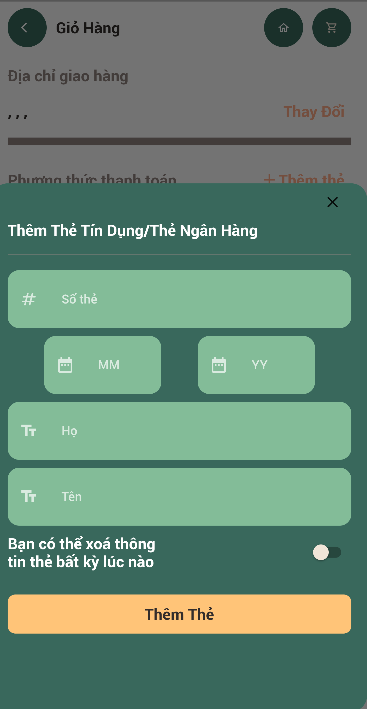 Giỏ Hàng
Địa chỉ giao hàng
, , ,
Thay Đổi
Phương thức thanh toán
+ Thêm thẻ
Thêm Thẻ Tín Dụng/Thẻ Ngân Hàng
# Số thẻ
MM
YY
Tт Họ
Tт Tên
Bạn có thể xoá thông
tin thẻ bất kỳ lúc nào
Thêm Thẻ